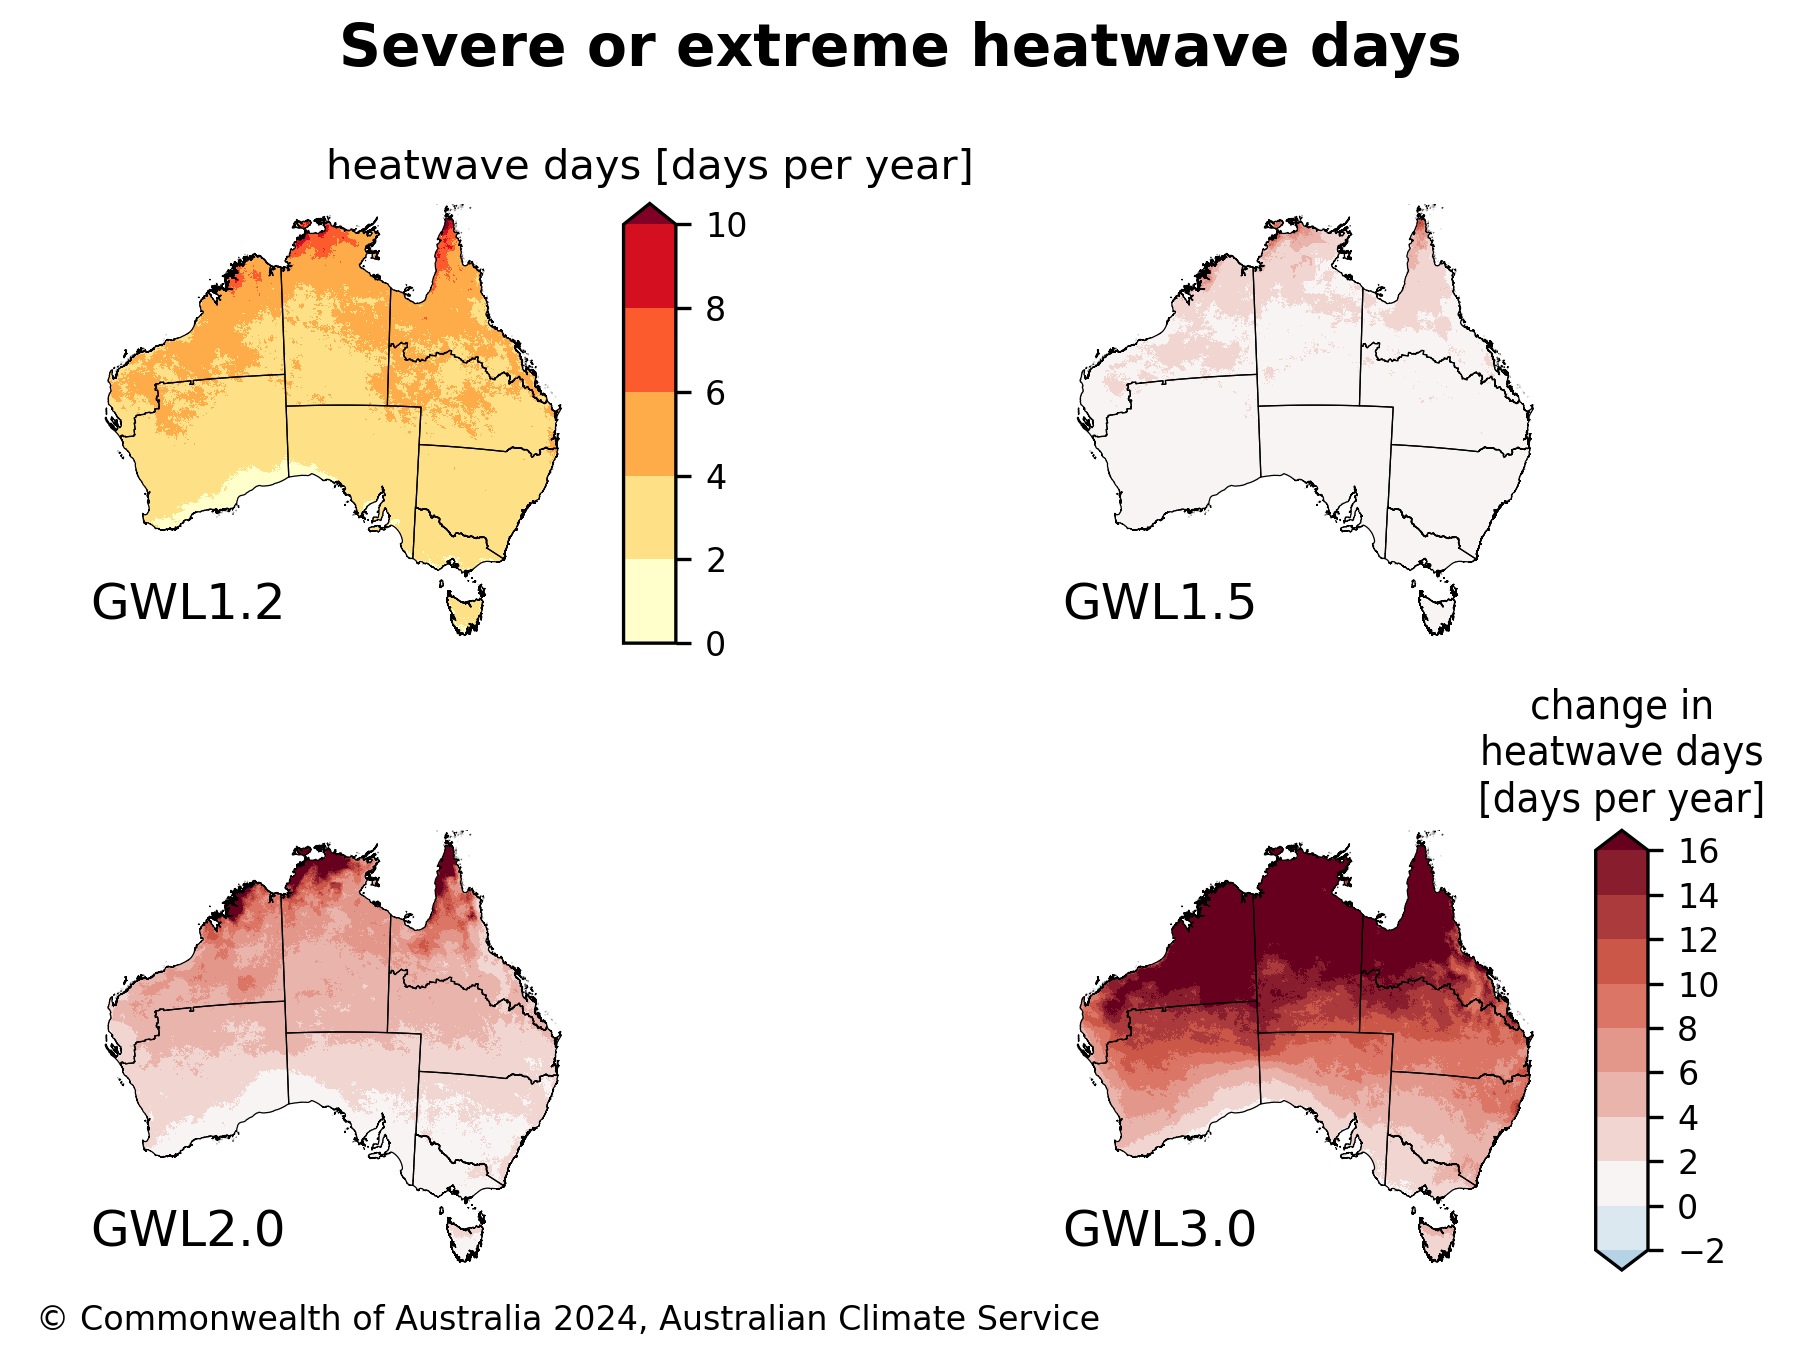 Severe or extreme heatwave days
heatwave days [days per year]
10
8
6
4
2
0
GWL1.2
GWL1.5
change in
heatwave days
[days per year]
16
14
12
10
8
6
4
2
0
−2
GWL2.0
GWL3.0
© Commonwealth of Australia 2024, Australian Climate Service